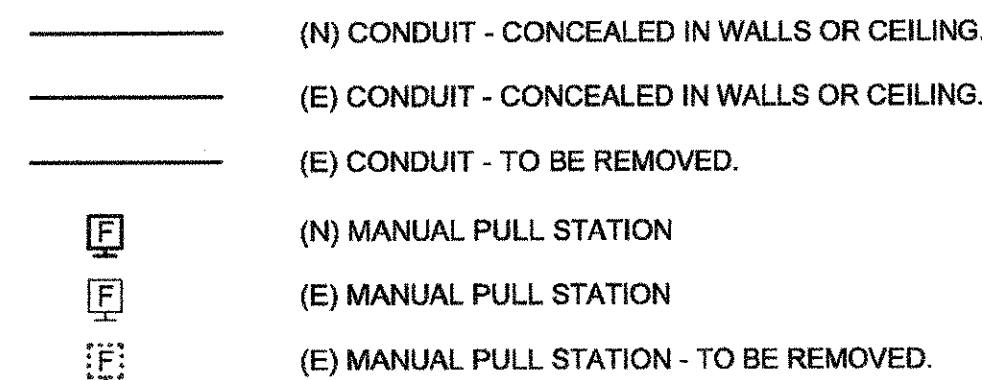 (N) CONDUIT - CONCEALED IN WALLS OR CEILING.
(E) CONDUIT - CONCEALED IN WALLS OR CEILING.
(E) CONDUIT - TO BE REMOVED.
F (N) MANUAL PULL STATION
F (E) MANUAL PULL STATION
F (E) MANUAL PULL STATION - TO BE REMOVED.